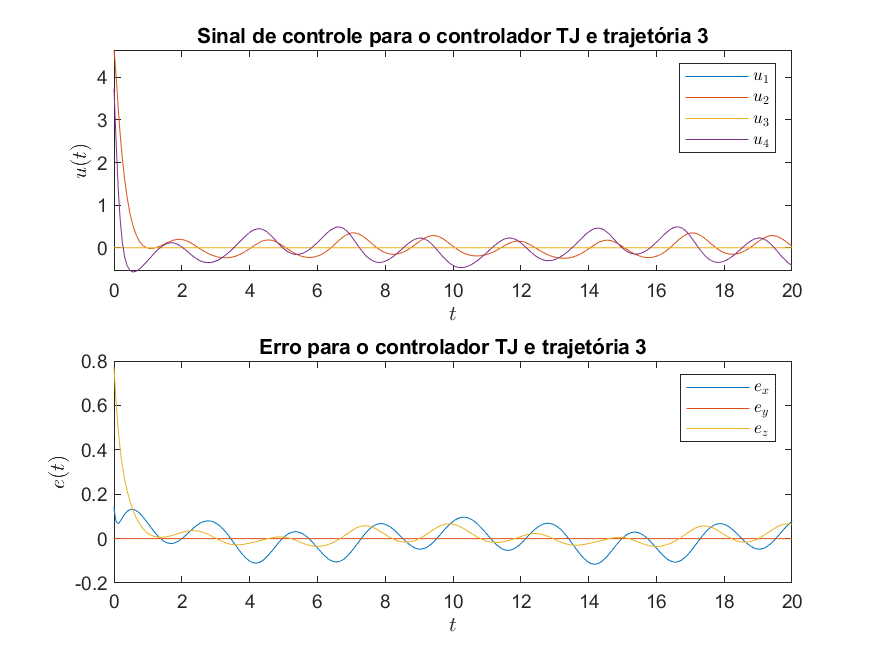 Sinal de controle para o controlador TJ e trajetória 3
u(t)
4
3
2
1
0
u₁
u₂
u₃
u₄
0 2 4 6 8 10 12 14 16 18 20
t
Erro para o controlador TJ e trajetória 3
e(t)
0.8
0.6
0.4
0.2
0
-0.2
eₓ
e_y
e_z
0 2 4 6 8 10 12 14 16 18 20
t